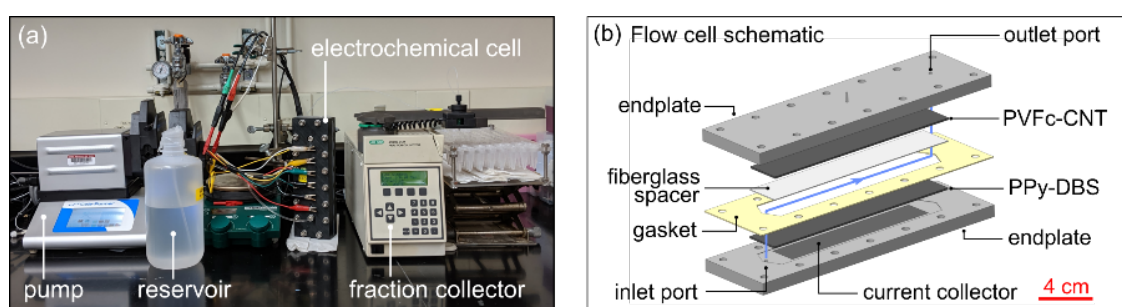 (a)
electrochemical cell
pump
reservoir
fraction collector
(b) Flow cell schematic
outlet port
endplate
PVFc-CNT
fiberglass
spacer
PPy-DBS
gasket
endplate
inlet port
current collector
4 cm